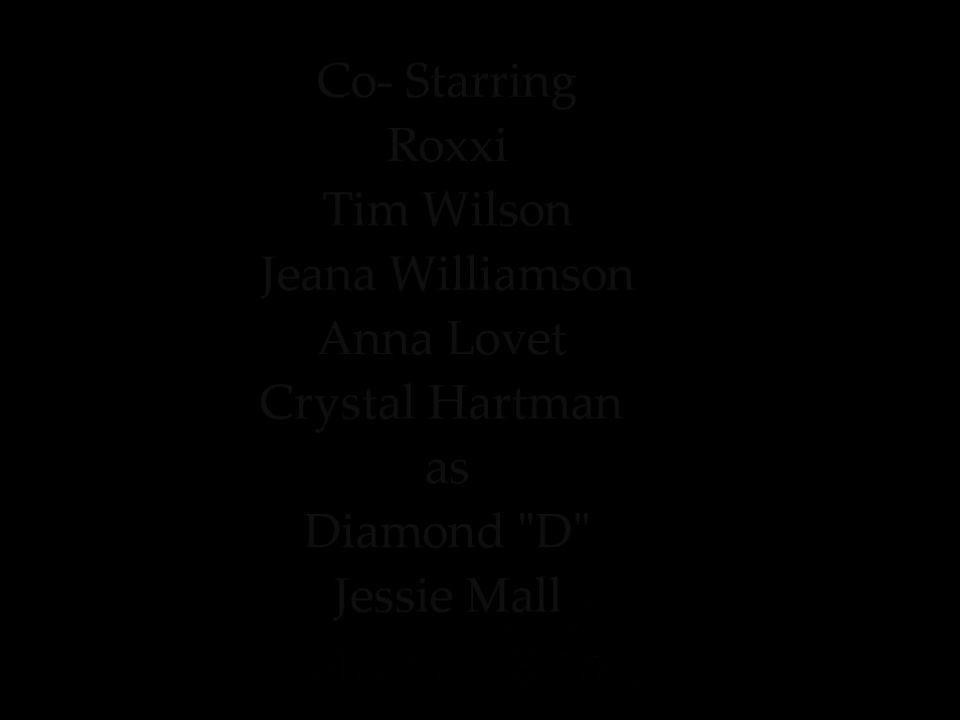 Co- Starring
Roxxi
Tim Wilson
Jeana Williamson
Anna Lovet
Crystal Hartman
as
Diamond "D"
Jessie Mall